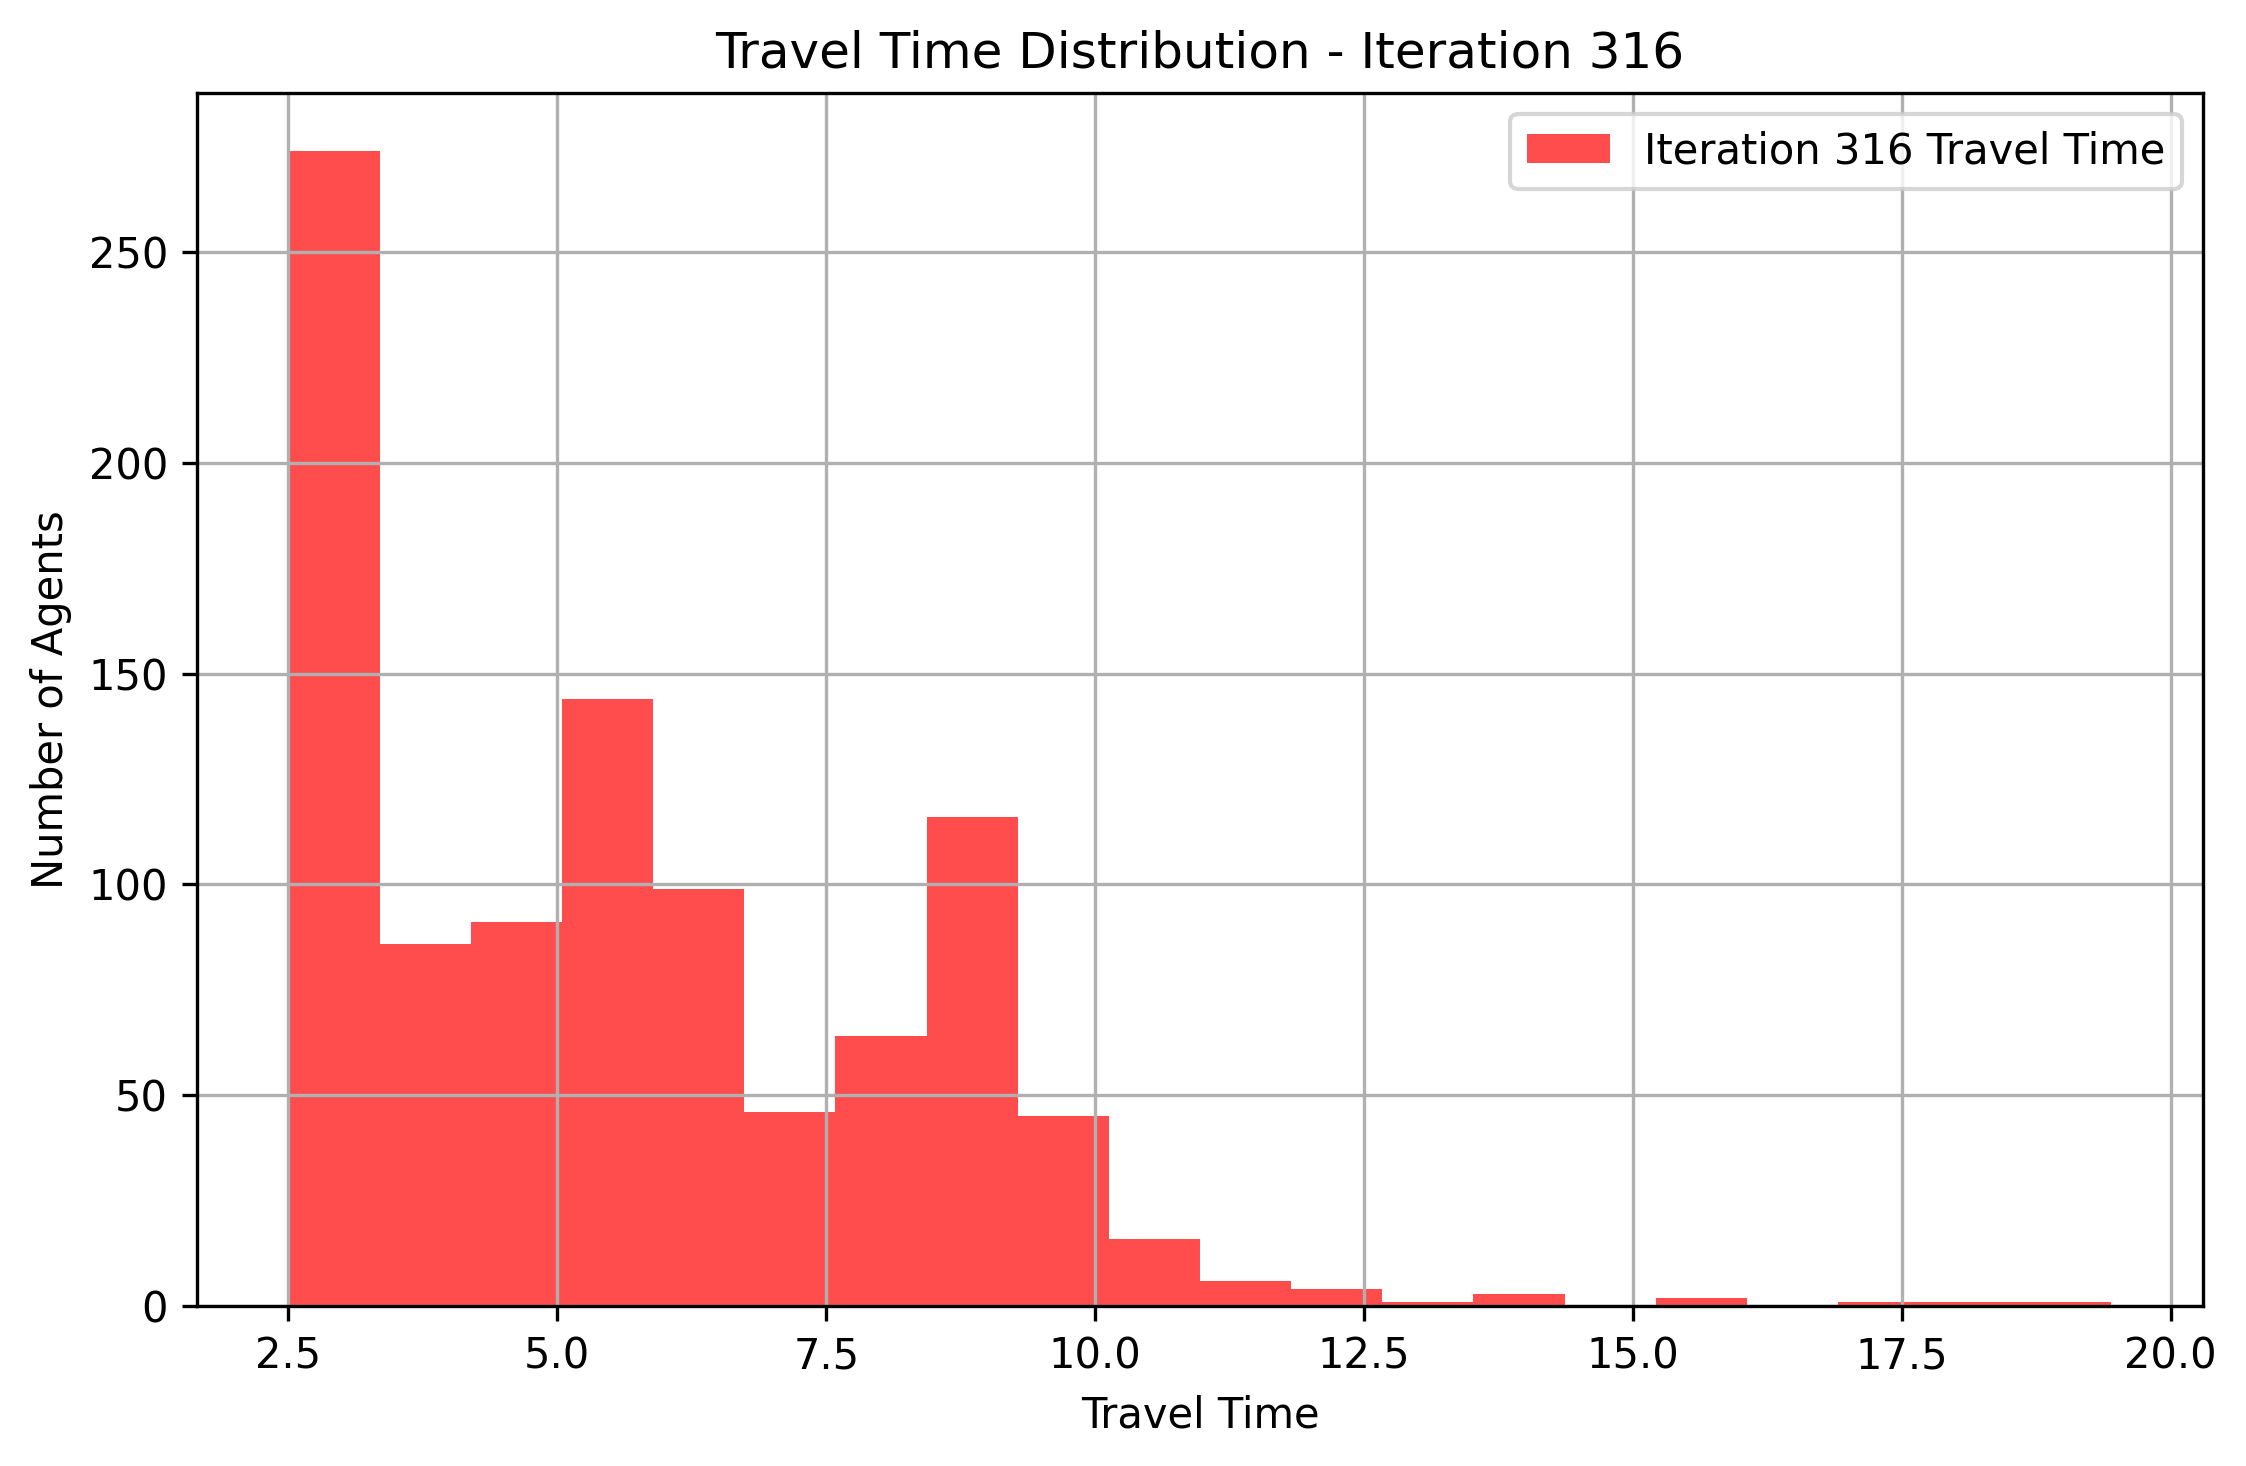 Travel Time Distribution - Iteration 316
Iteration 316 Travel Time
Number of Agents
250
200
150
100
50
0
2.5 5.0 7.5 10.0 12.5 15.0 17.5 20.0
Travel Time